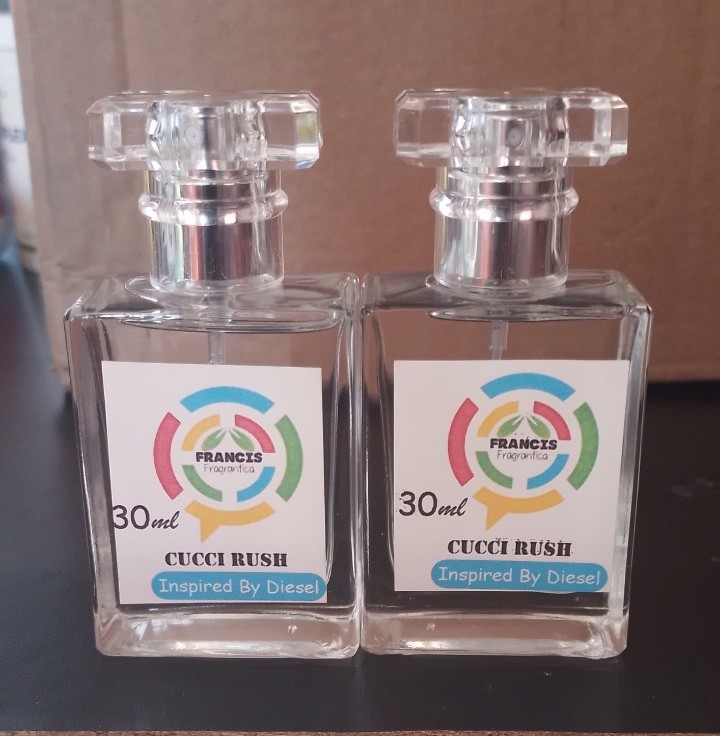 FRANCIS
Fragrantica
30ml
CUCCI RUSH
Inspired By Diesel
FRANCIS
Fragrantica
30ml
CUCCI RUSH
Inspired By Diesel